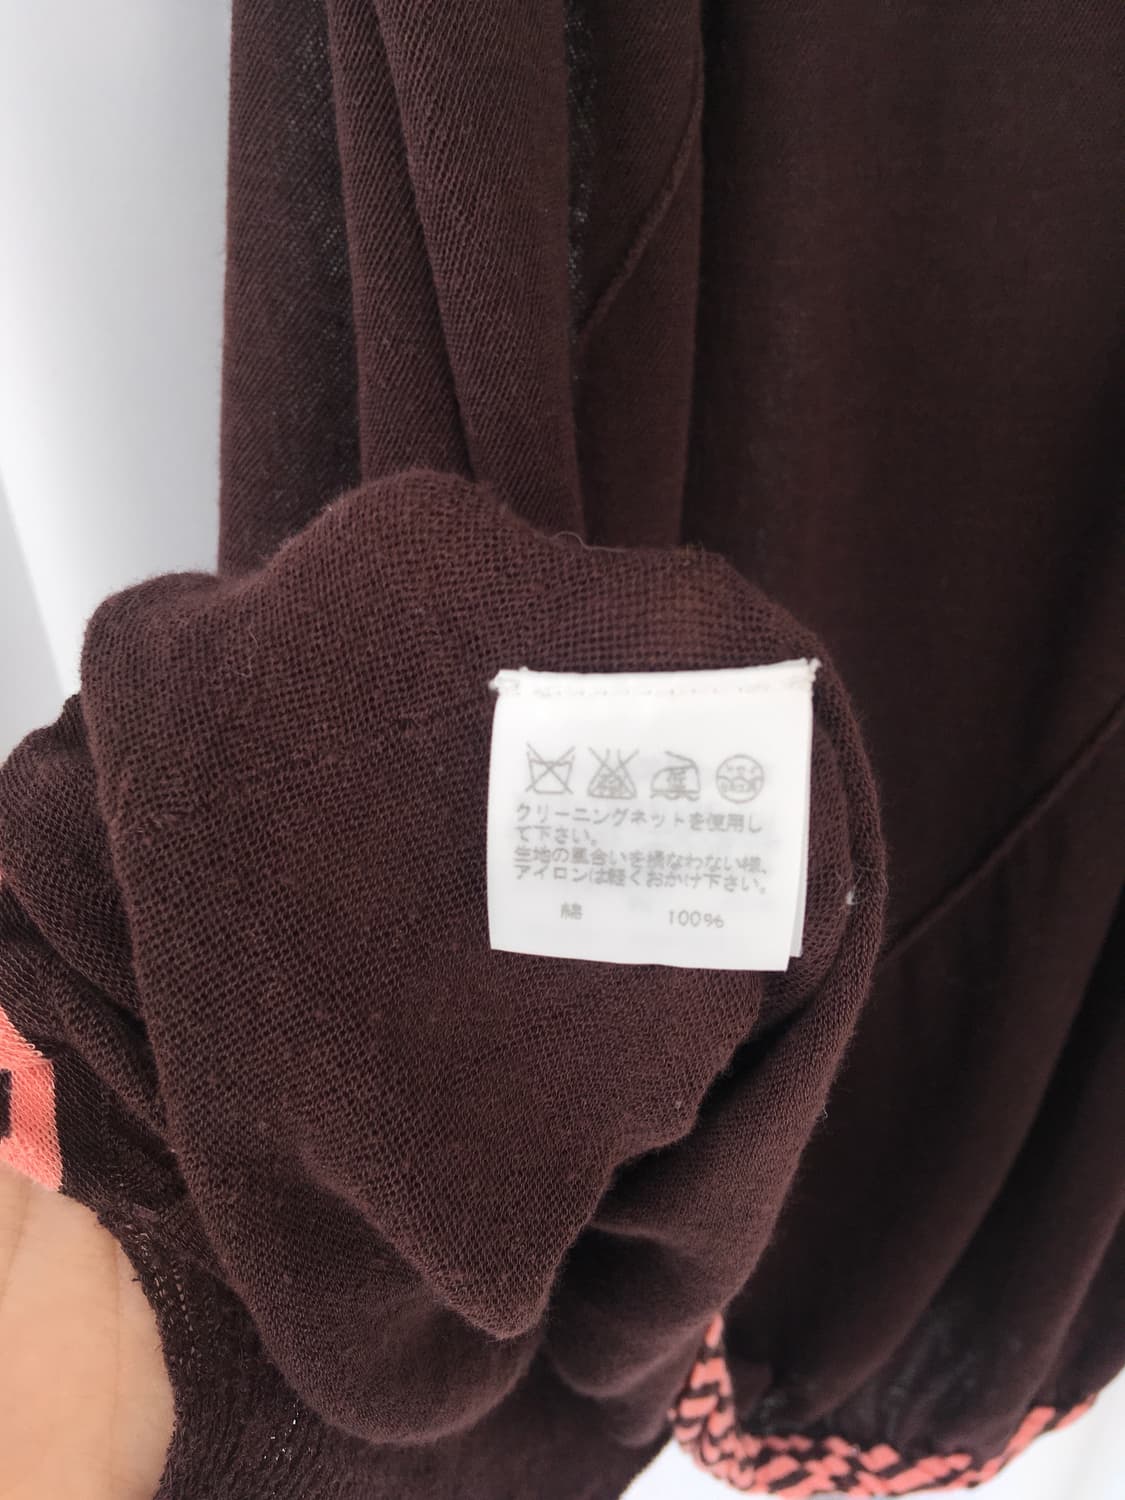 クリーニングネットを使用し
て下さい。
生地の風合いを損なわない様、
アイロンは軽くおかけ下さい。
綿 100%